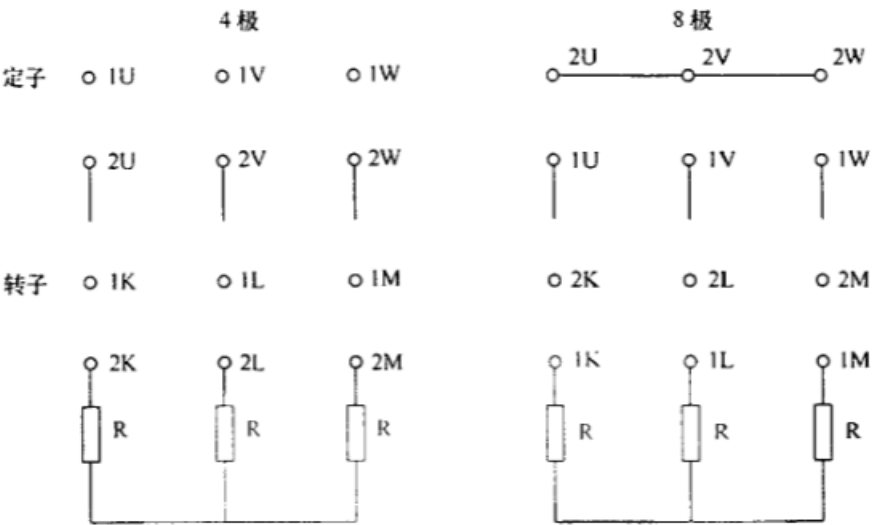 4极 8极
定子 1U 1V 1W 2U 2V 2W
2U 2V 2W 1U 1V 1W
转子 1K 1L 1M 2K 2L 2M
2K 2L 2M 1K 1L 1M
R R R R R R